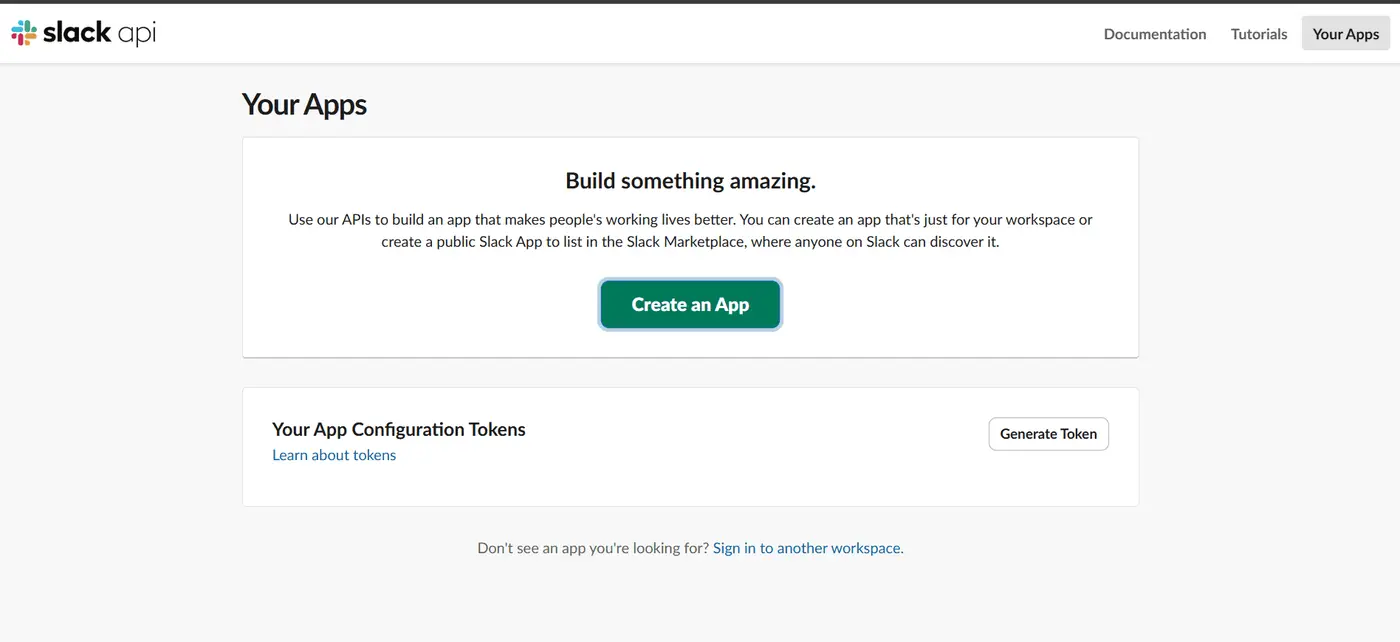 slack api
Documentation
Tutorials
Your Apps
Your Apps
Build something amazing.
Use our APIs to build an app that makes people's working lives better. You can create an app that's just for your workspace or
create a public Slack App to list in the Slack Marketplace, where anyone on Slack can discover it.
Create an App
Your App Configuration Tokens
Generate Token
Learn about tokens
Don't see an app you're looking for? Sign in to another workspace.